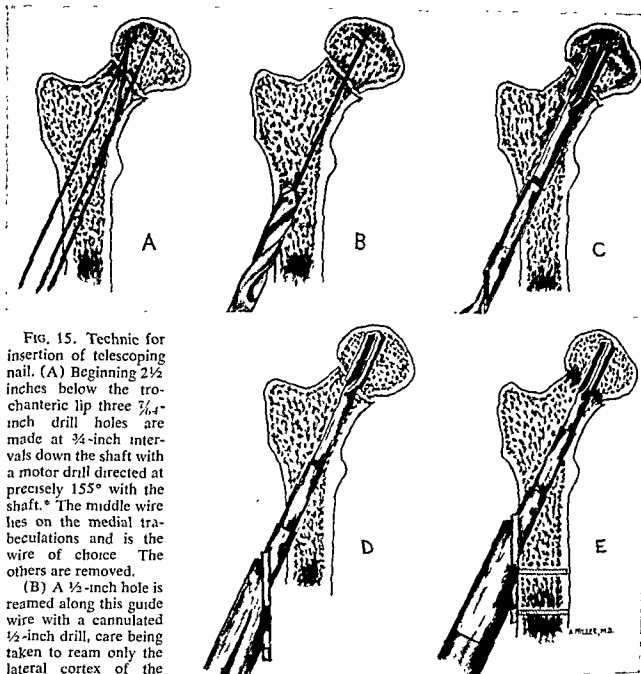 A
B
C
D
E
A MILLER, M.D.
FIG. 15. Technic for
insertion of telescoping
nail. (A) Beginning 2½
inches below the tro-
chanteric lip three 7/64-
inch drill holes are
made at ¾-inch inter-
vals down the shaft with
a motor drill directed at
precisely 155° with the
shaft.* The middle wire
lies on the medial tra-
beculations and is the
wire of choice The
others are removed.
(B) A ½-inch hole is
reamed along this guide
wire with a cannulated
½-inch drill, care being
taken to ream only the
lateral cortex of the